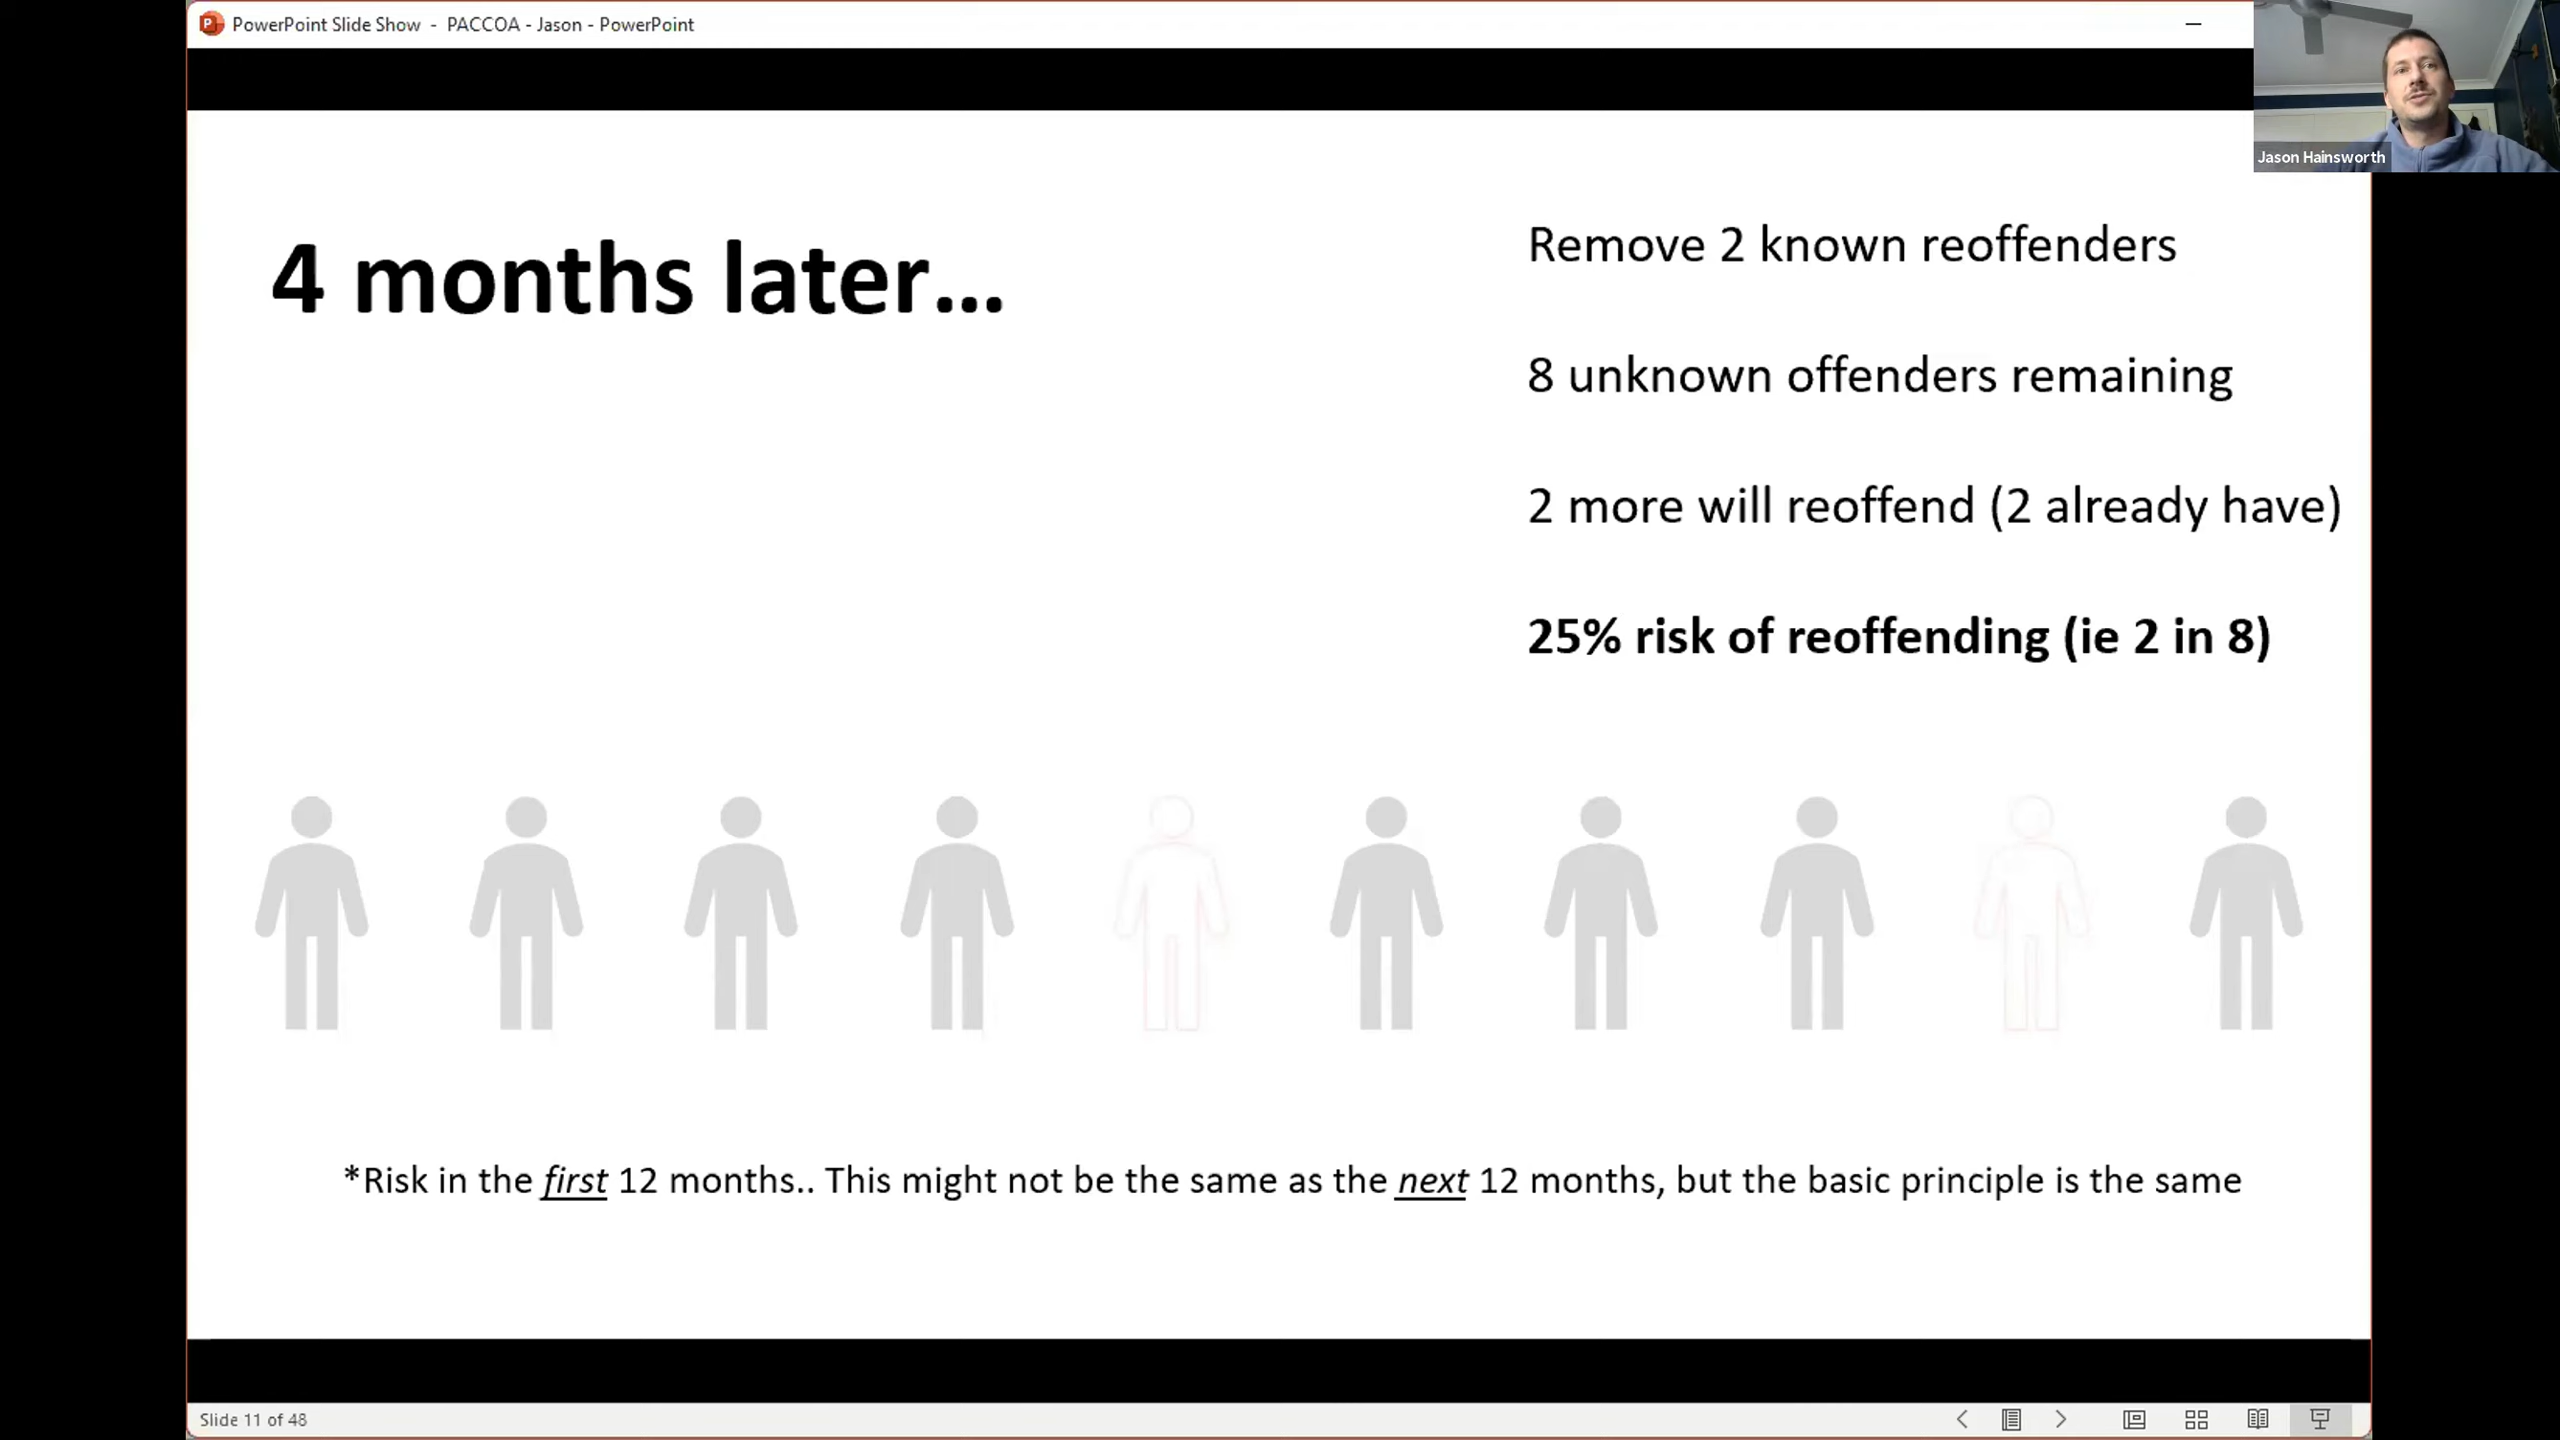 PowerPoint Slide Show - PACCOA - Jason - PowerPoint
Jason Hainsworth
4 months later...
Remove 2 known reoffenders
8 unknown offenders remaining
2 more will reoffend (2 already have)
25% risk of reoffending (ie 2 in 8)
*Risk in the first 12 months.. This might not be the same as the next 12 months, but the basic principle is the same
Slide 11 of 48